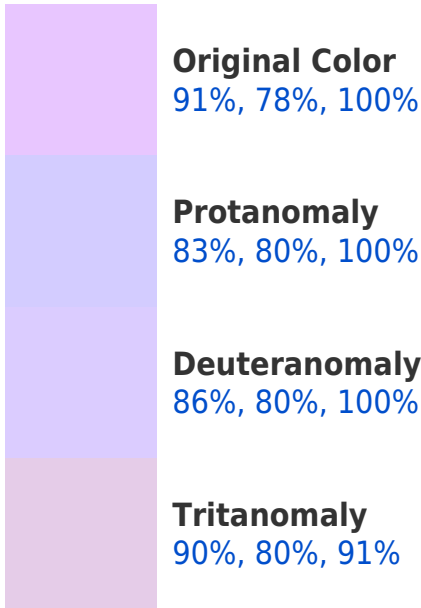 Original Color
91%, 78%, 100%
Protanomaly
83%, 80%, 100%
Deuteranomaly
86%, 80%, 100%
Tritanomaly
90%, 80%, 91%